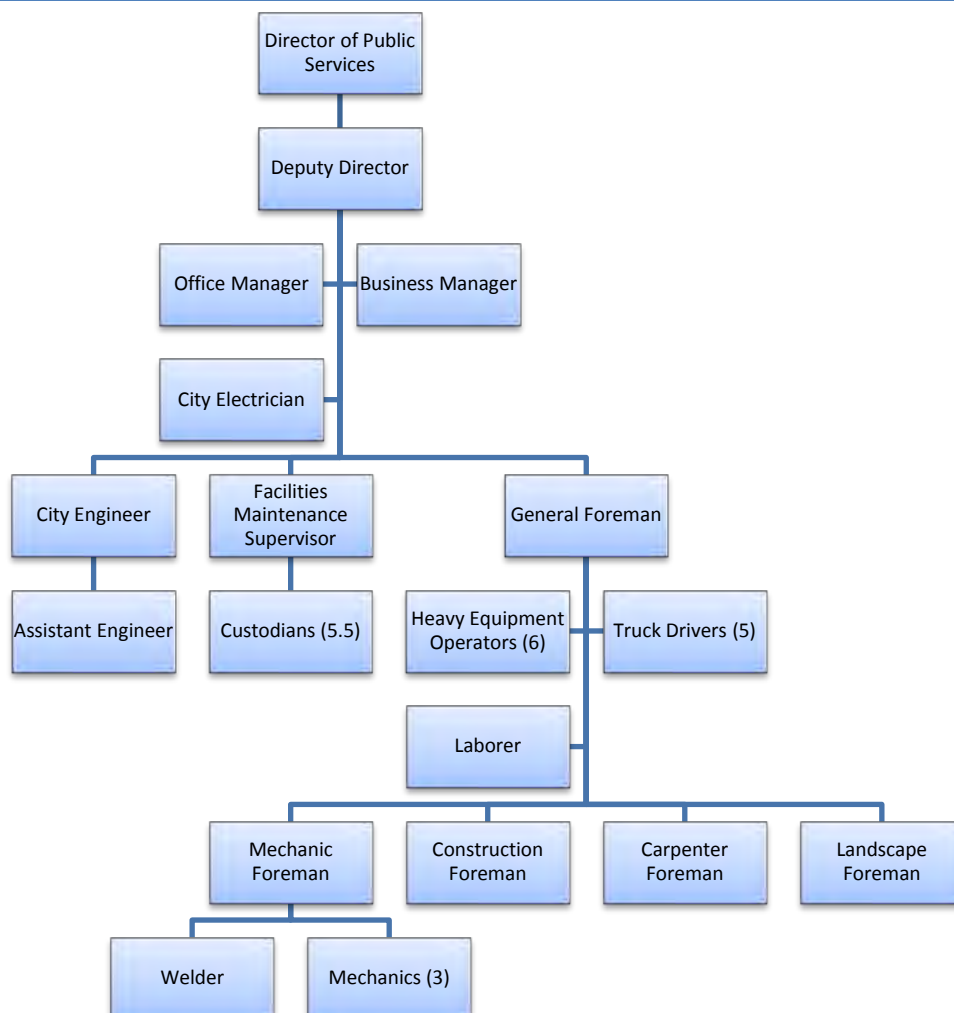 Director of Public
Services
Deputy Director
Office Manager
Business Manager
City Electrician
City Engineer
Facilities
Maintenance
Supervisor
General Foreman
Assistant Engineer
Custodians (5.5)
Heavy Equipment
Operators (6)
Truck Drivers (5)
Laborer
Mechanic
Foreman
Construction
Foreman
Carpenter
Foreman
Landscape
Foreman
Welder
Mechanics (3)